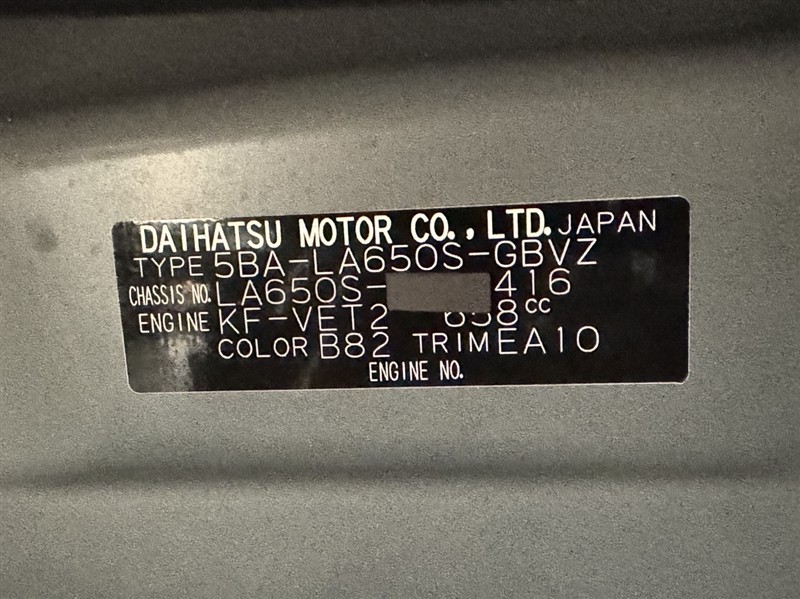 DAIHATSU MOTOR CO., LTD. JAPAN
TYPE 5BA-LA650S-GBVZ
CHASSIS NO. LA650S- 416
ENGINE KF-VET2 658cc
COLOR B82 TRIM EA10
ENGINE NO.